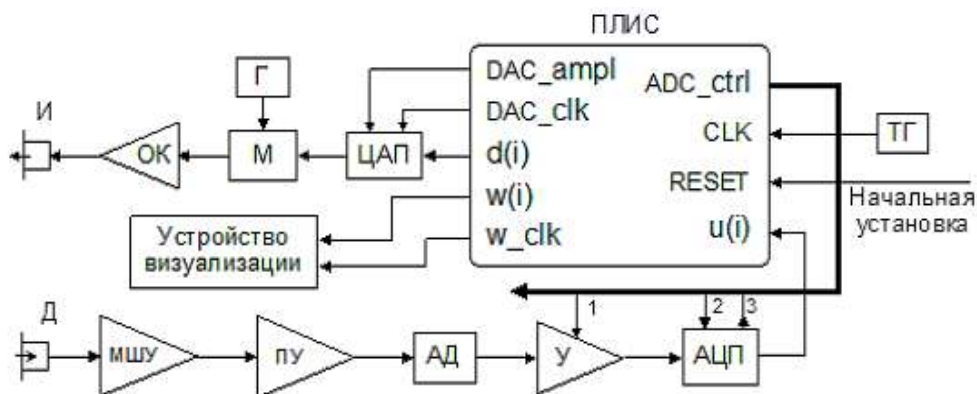 ПЛИС
Г
DAC_ampl
ADC_ctrl
И
DAC_clk
ОК
М
ЦАП
d(i)
CLK
ТГ
w(i)
RESET
Начальная
установка
Устройство
визуализации
w_clk
u(i)
Д
1
2
3
МШУ
ПУ
АД
У
АЦП